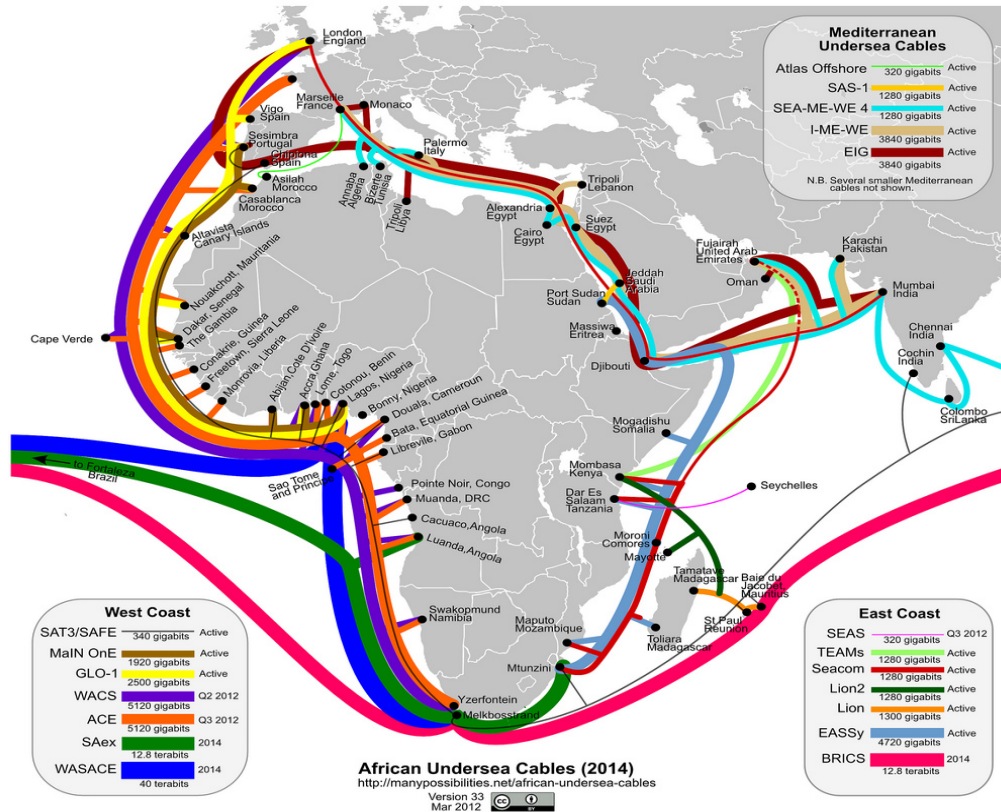 London
England
Marseille
France
Monaco
Vigo
Spain
Sesimbra
Portugal
Chipiona
Spain
Asilah
Morocco
Casablanca
Morocco
Palermo
Italy
Annaba
Algeria
Bizerte
Tunisia
Tripoli
Libya
Tripoli
Lebanon
Alexandria
Egypt
Cairo
Egypt
Suez
Egypt
Altavista
Canary Islands
Jeddah
Saudi
Arabia
Port Sudan
Sudan
Massiwa
Eritrea
Djibouti
Fujairah
United Arab
Emirates
Oman
Karachi
Pakistan
Mumbai
India
Chennai
India
Cochin
India
Colombo
SriLanka
Cape Verde
Nouakchott, Mauritania
Dakar, Senegal
The Gambia
Conakrie, Guinea
Freetown, Sierra Leone
Monrovia, Liberia
Abijan,Cote D'Ivoire
Accra,Ghana
Lome, Togo
Cotonou, Benin
Lagos, Nigeria
Bonny, Nigeria
Douala, Cameroun
Bata, Equatorial Guinea
Libreville, Gabon
Sao Tome
and Principe
to Fortaleza
Brazil
Pointe Noir, Congo
Muanda, DRC
Cacuaco,Angola
Luanda,Angola
Swakopmund
Namibia
Yzerfontein
Melkbosstrand
Mogadishu
Somalia
Mombasa
Kenya
Dar Es
Salaam
Tanzania
Seychelles
Moroni
Comores
Mayotte
Tamatave
Madagascar
Baie du
Jacobet,
Mauritius
St Paul
Reunion
Toliara
Madagascar
Maputo
Mozambique
Mtunzini
Mediterranean
Undersea Cables
Atlas Offshore 320 gigabits Active
SAS-1 1280 gigabits Active
SEA-ME-WE 4 1280 gigabits Active
I-ME-WE 3840 gigabits Active
EIG 3840 gigabits Active
N.B. Several smaller Mediterranean
cables not shown.
West Coast
SAT3/SAFE 340 gigabits Active
MaIN OnE 1920 gigabits Active
GLO-1 2500 gigabits Active
WACS 5120 gigabits Q2 2012
ACE 5120 gigabits Q3 2012
SAex 12.8 terabits 2014
WASACE 40 terabits 2014
East Coast
SEAS 320 gigabits Q3 2012
TEAMs 1280 gigabits Active
Seacom 1280 gigabits Active
Lion2 1280 gigabits Active
Lion 1300 gigabits Active
EASSy 4720 gigabits Active
BRICS 12.8 terabits 2014
African Undersea Cables (2014)
http://manypossibilities.net/african-undersea-cables
Version 33
Mar 2012
cc BY